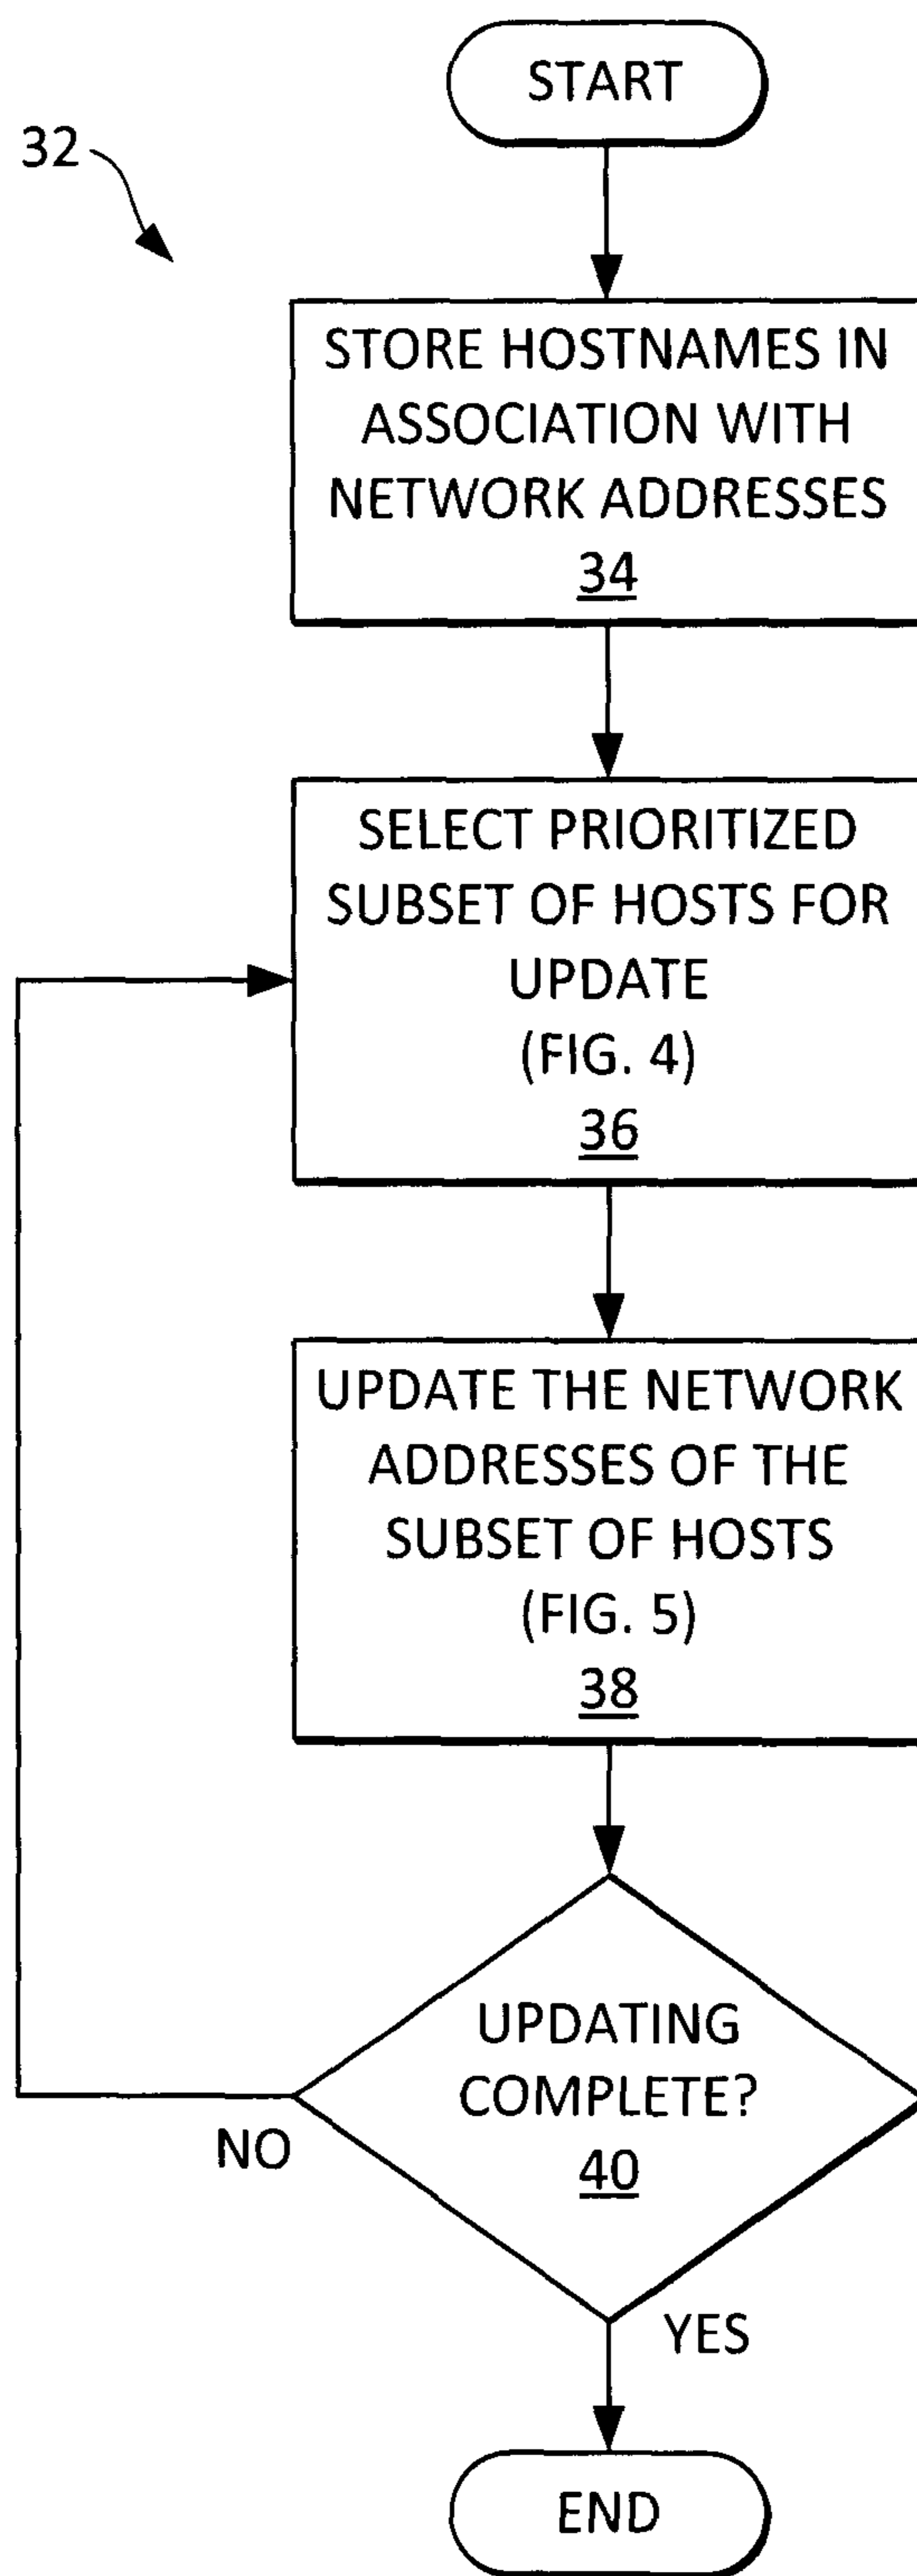 START
32
STORE HOSTNAMES IN
ASSOCIATION WITH
NETWORK ADDRESSES
34
SELECT PRIORITIZED
SUBSET OF HOSTS FOR
UPDATE
(FIG. 4)
36
UPDATE THE NETWORK
ADDRESSES OF THE
SUBSET OF HOSTS
(FIG. 5)
38
UPDATING
COMPLETE?
40
NO
YES
END